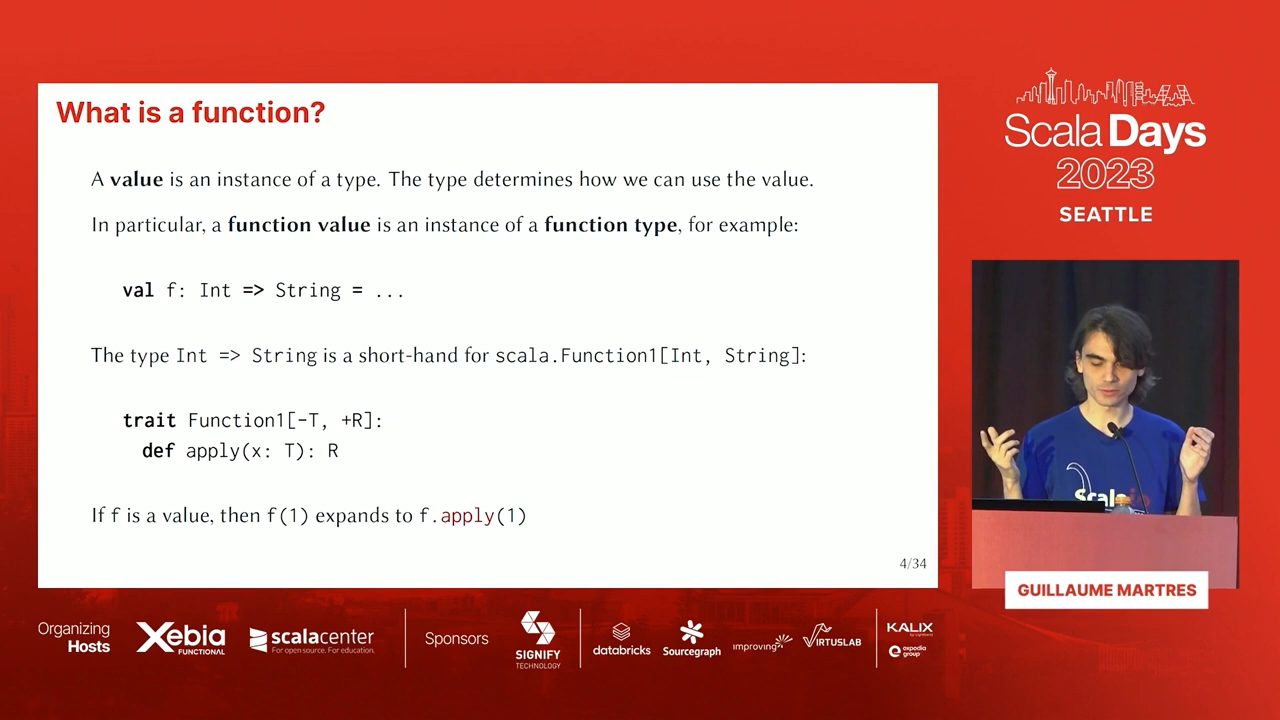 What is a function?
A value is an instance of a type. The type determines how we can use the value.
In particular, a function value is an instance of a function type, for example:
val f: Int => String = ...
The type Int => String is a short-hand for scala.Function1[Int, String]:
trait Function1[-T, +R]:
def apply(x: T): R
If f is a value, then f(1) expands to f.apply(1)
4/34
Scala Days
2023
SEATTLE
Scala
GUILLAUME MARTRES
Organizing
Hosts
Xebia
FUNCTIONAL
scalacenter
For open source. For education.
Sponsors
SIGNIFY
TECHNOLOGY
databricks
Sourcegraph
improving
VIRTUSLAB
KALIX
by Lightbend
expedia
group